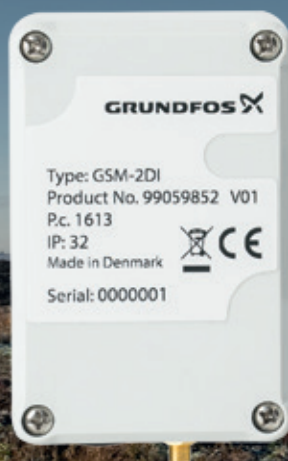 GRUNDFOS
Type: GSM-2DI
Product No. 99059852 V01
P.c. 1613
IP: 32
Made in Denmark
CE
Serial: 0000001